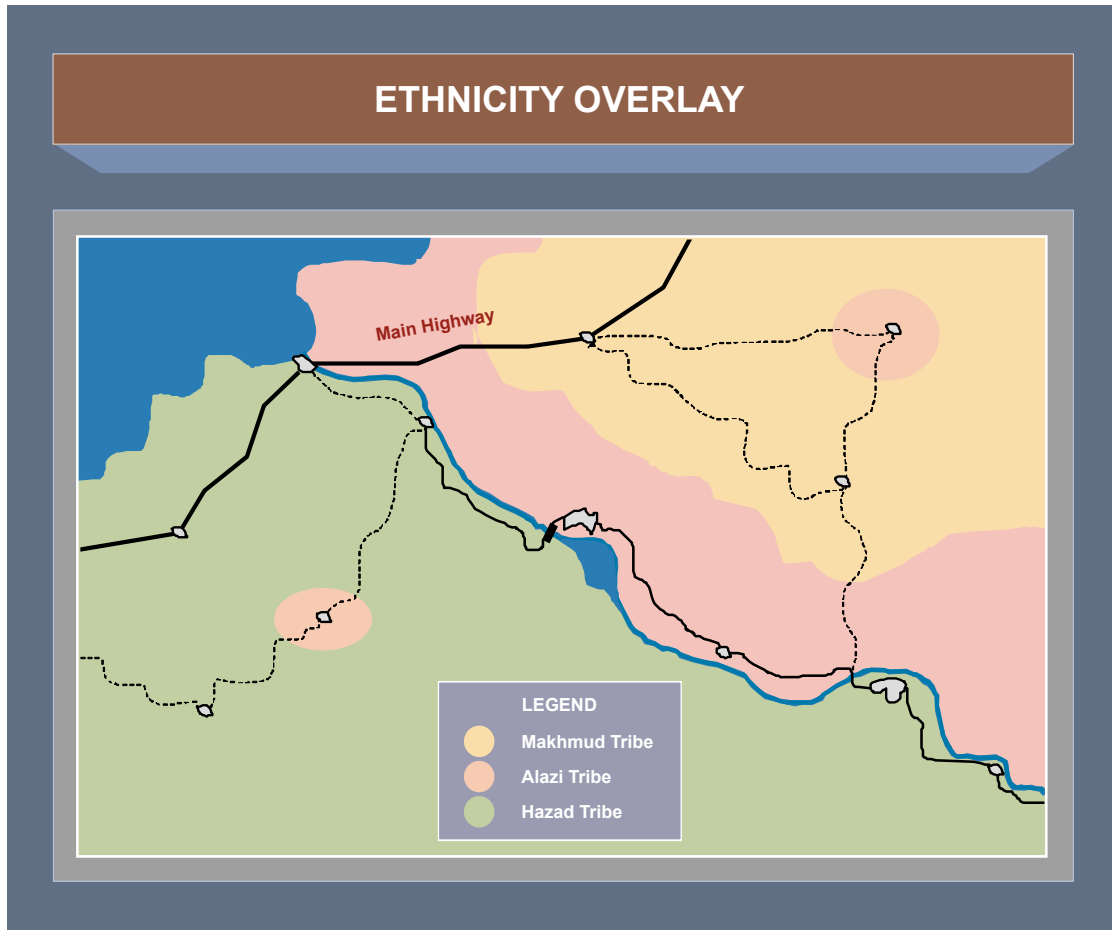 ETHNICITY OVERLAY
Main Highway
LEGEND
Makhmud Tribe
Alazi Tribe
Hazad Tribe